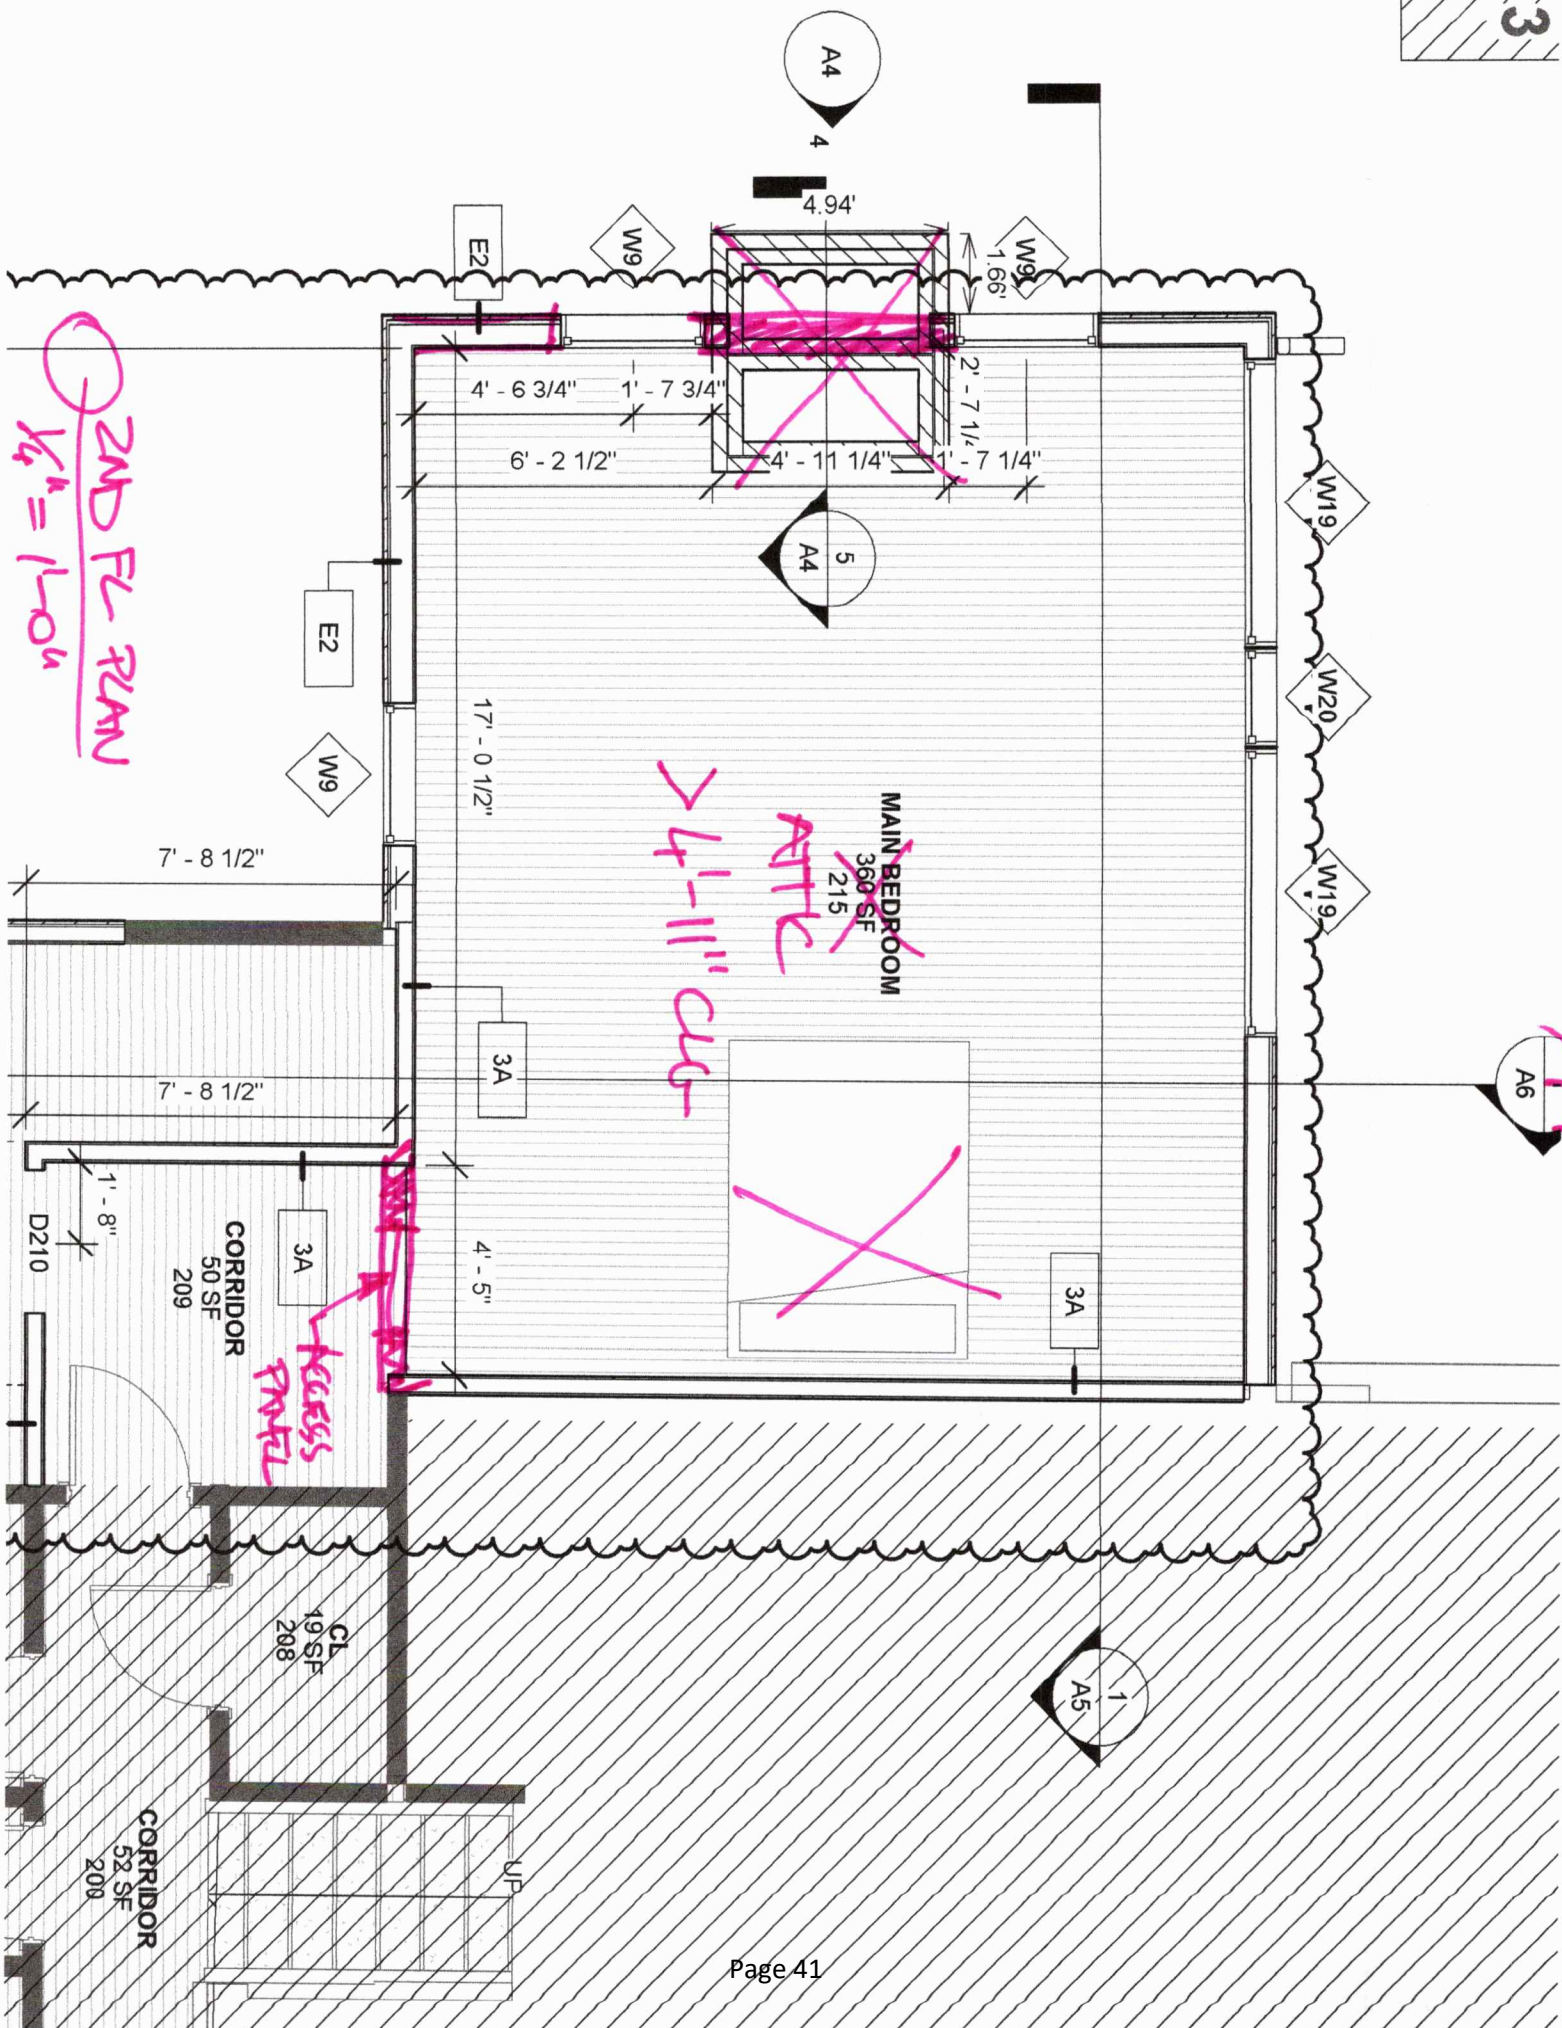 3
A4
4
4.94'
E2
W9
W9
1.66'
4' - 6 3/4"
1' - 7 3/4"
2' - 7 1/4
6' - 2 1/2"
4' - 11 1/4"
1' - 7 1/4"
W19
5
A4
2ND FL PLAN
1/4" = 1'-0"
E2
W20
17' - 0 1/2"
W9
MAIN BEDROOM
360 SF
215
ATTIC
> 4'-11" CLG
W19
7' - 8 1/2"
3A
A6
7' - 8 1/2"
1' - 8"
D210
3A
CORRIDOR
50 SF
209
4' - 5"
3A
ACCESS
PANEL
CL
19 SF
208
1
A5
CORRIDOR
52 SF
200
UP
Page 41